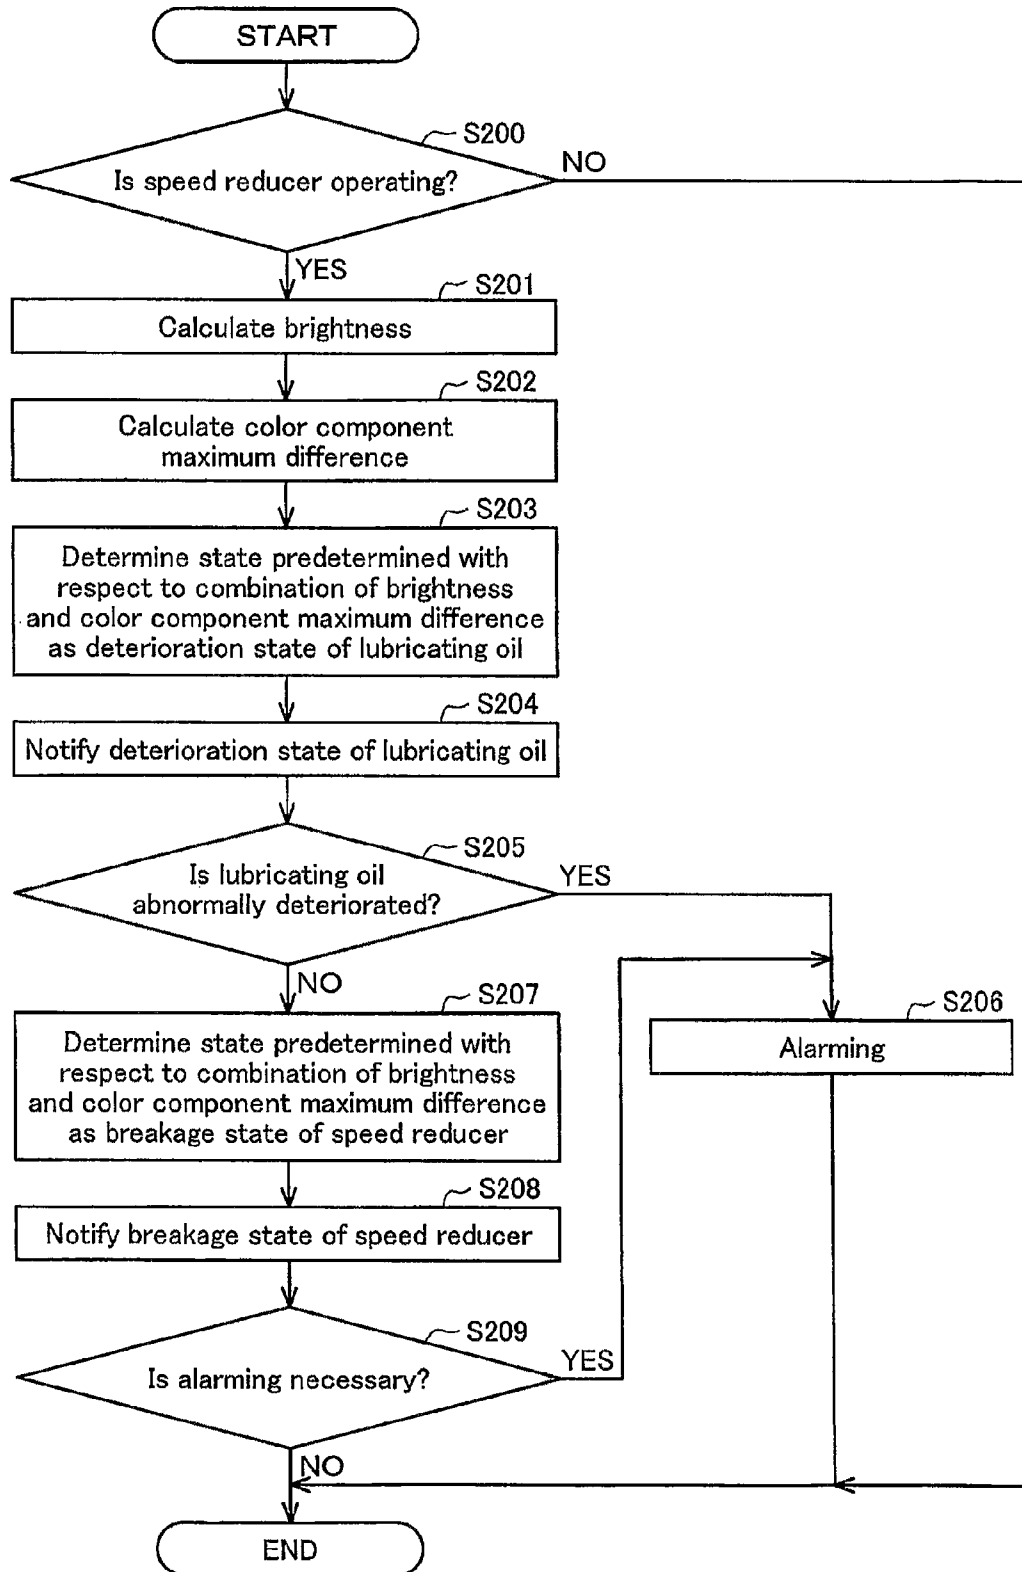 START
S200
Is speed reducer operating?
NO
YES
S201
Calculate brightness
S202
Calculate color component
maximum difference
S203
Determine state predetermined with
respect to combination of brightness
and color component maximum difference
as deterioration state of lubricating oil
S204
Notify deterioration state of lubricating oil
S205
Is lubricating oil
abnormally deteriorated?
YES
NO
S206
Alarming
S207
Determine state predetermined with
respect to combination of brightness
and color component maximum difference
as breakage state of speed reducer
S208
Notify breakage state of speed reducer
S209
Is alarming necessary?
YES
NO
END